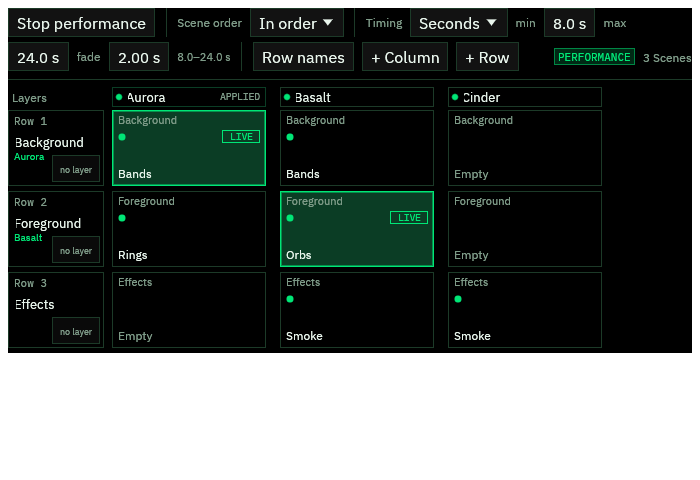 Stop performance Scene order In order Timing Seconds min 8.0 s max
24.0 s fade 2.00 s 8.0–24.0 s Row names + Column + Row PERFORMANCE 3 Scenes
Layers Aurora APPLIED Basalt Cinder
Row 1 Background Background Background
Background LIVE
Aurora
no layer Bands Bands Empty
Row 2 Foreground Foreground Foreground
Foreground LIVE
Basalt
no layer Rings Orbs Empty
Row 3 Effects Effects Effects
Effects
no layer Empty Smoke Smoke